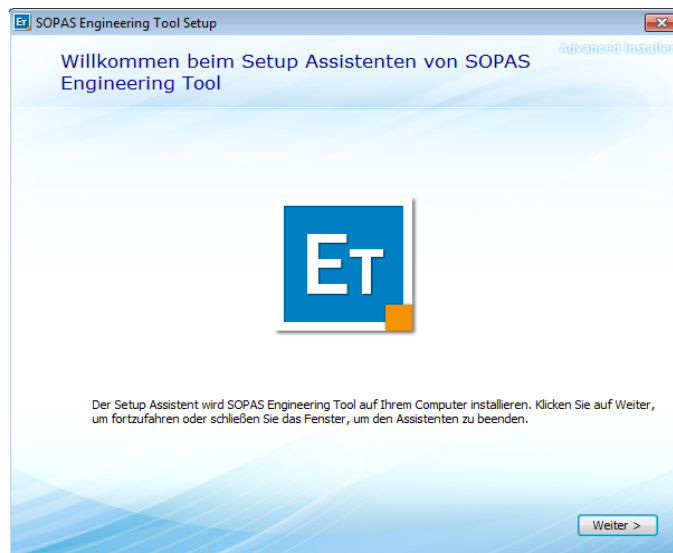 SOPAS Engineering Tool Setup
Advanced Installer
Willkommen beim Setup Assistenten von SOPAS
Engineering Tool
ET
ET
Der Setup Assistent wird SOPAS Engineering Tool auf Ihrem Computer installieren. Klicken Sie auf Weiter,
um fortzufahren oder schließen Sie das Fenster, um den Assistenten zu beenden.
Weiter >